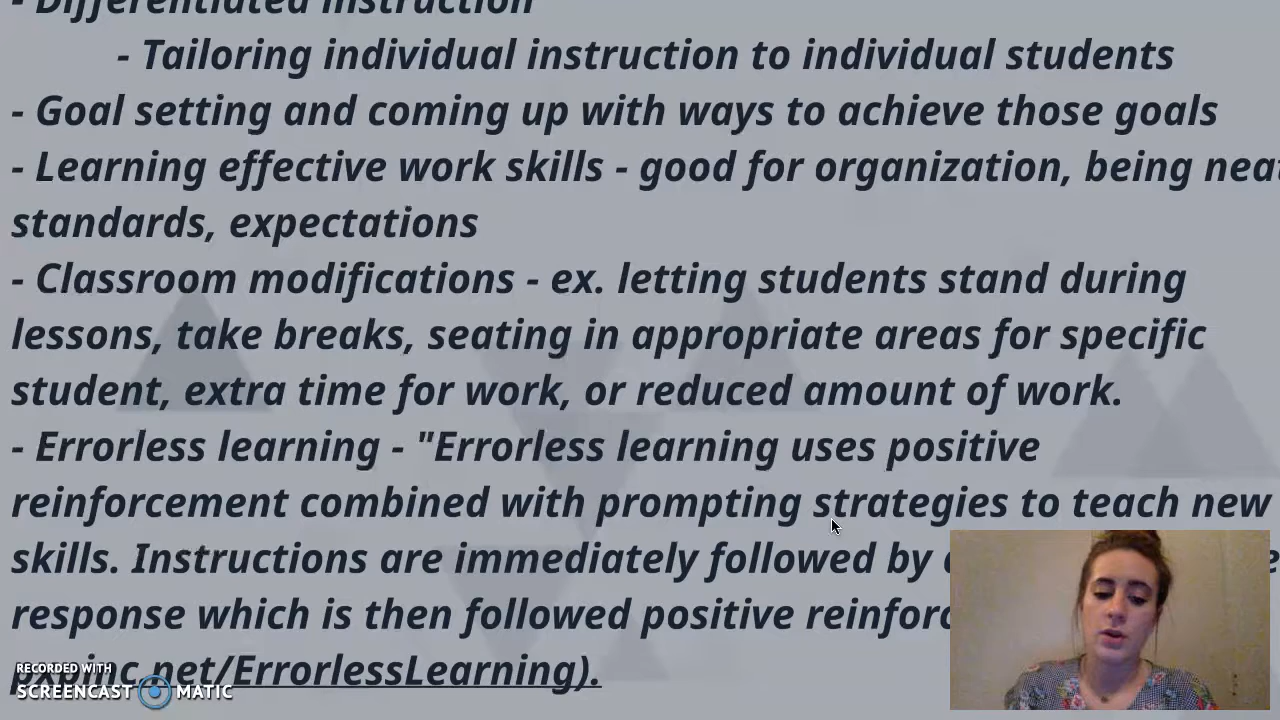 - Differentiated instruction
- Tailoring individual instruction to individual students
- Goal setting and coming up with ways to achieve those goals
- Learning effective work skills - good for organization, being neat
standards, expectations
- Classroom modifications - ex. letting students stand during
lessons, take breaks, seating in appropriate areas for specific
student, extra time for work, or reduced amount of work.
- Errorless learning - "Errorless learning uses positive
reinforcement combined with prompting strategies to teach new
skills. Instructions are immediately followed by
response which is then followed positive
pxpinc.net/ErrorlessLearning).
RECORDED WITH
SCREENCAST MATIC